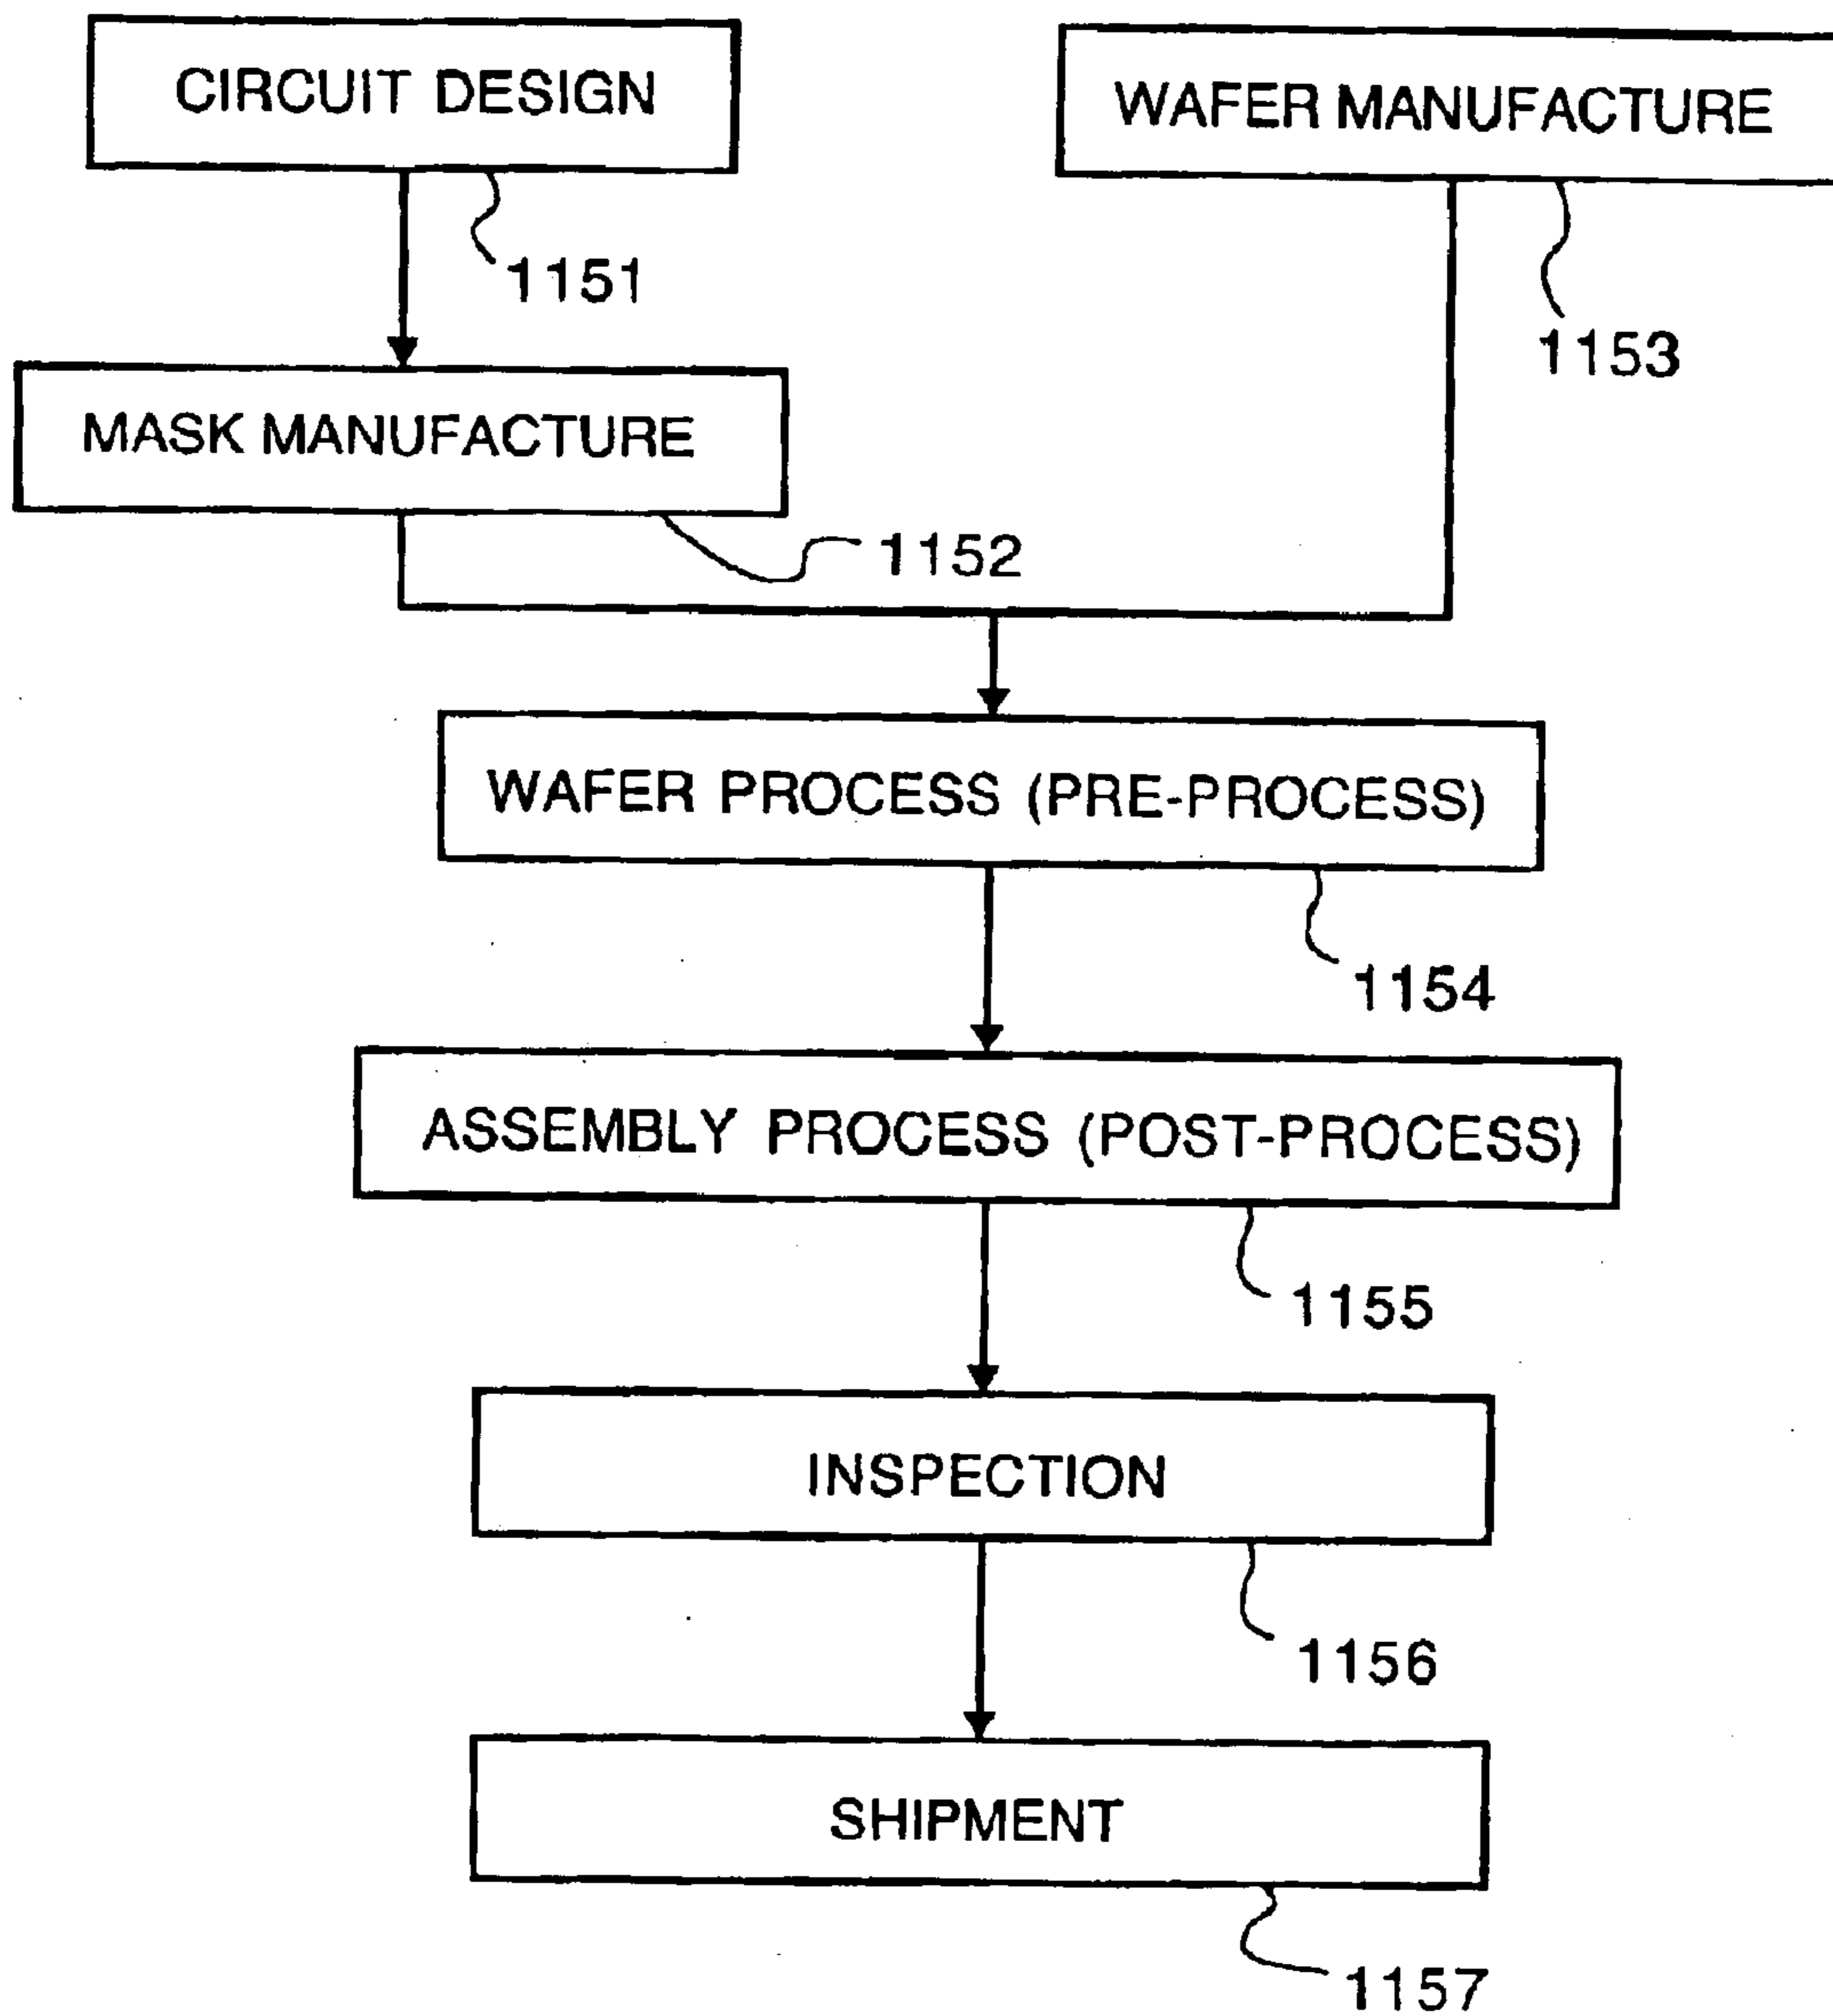 CIRCUIT DESIGN
1151
WAFER MANUFACTURE
1153
MASK MANUFACTURE
1152
WAFER PROCESS (PRE-PROCESS)
1154
ASSEMBLY PROCESS (POST-PROCESS)
1155
INSPECTION
1156
SHIPMENT
1157